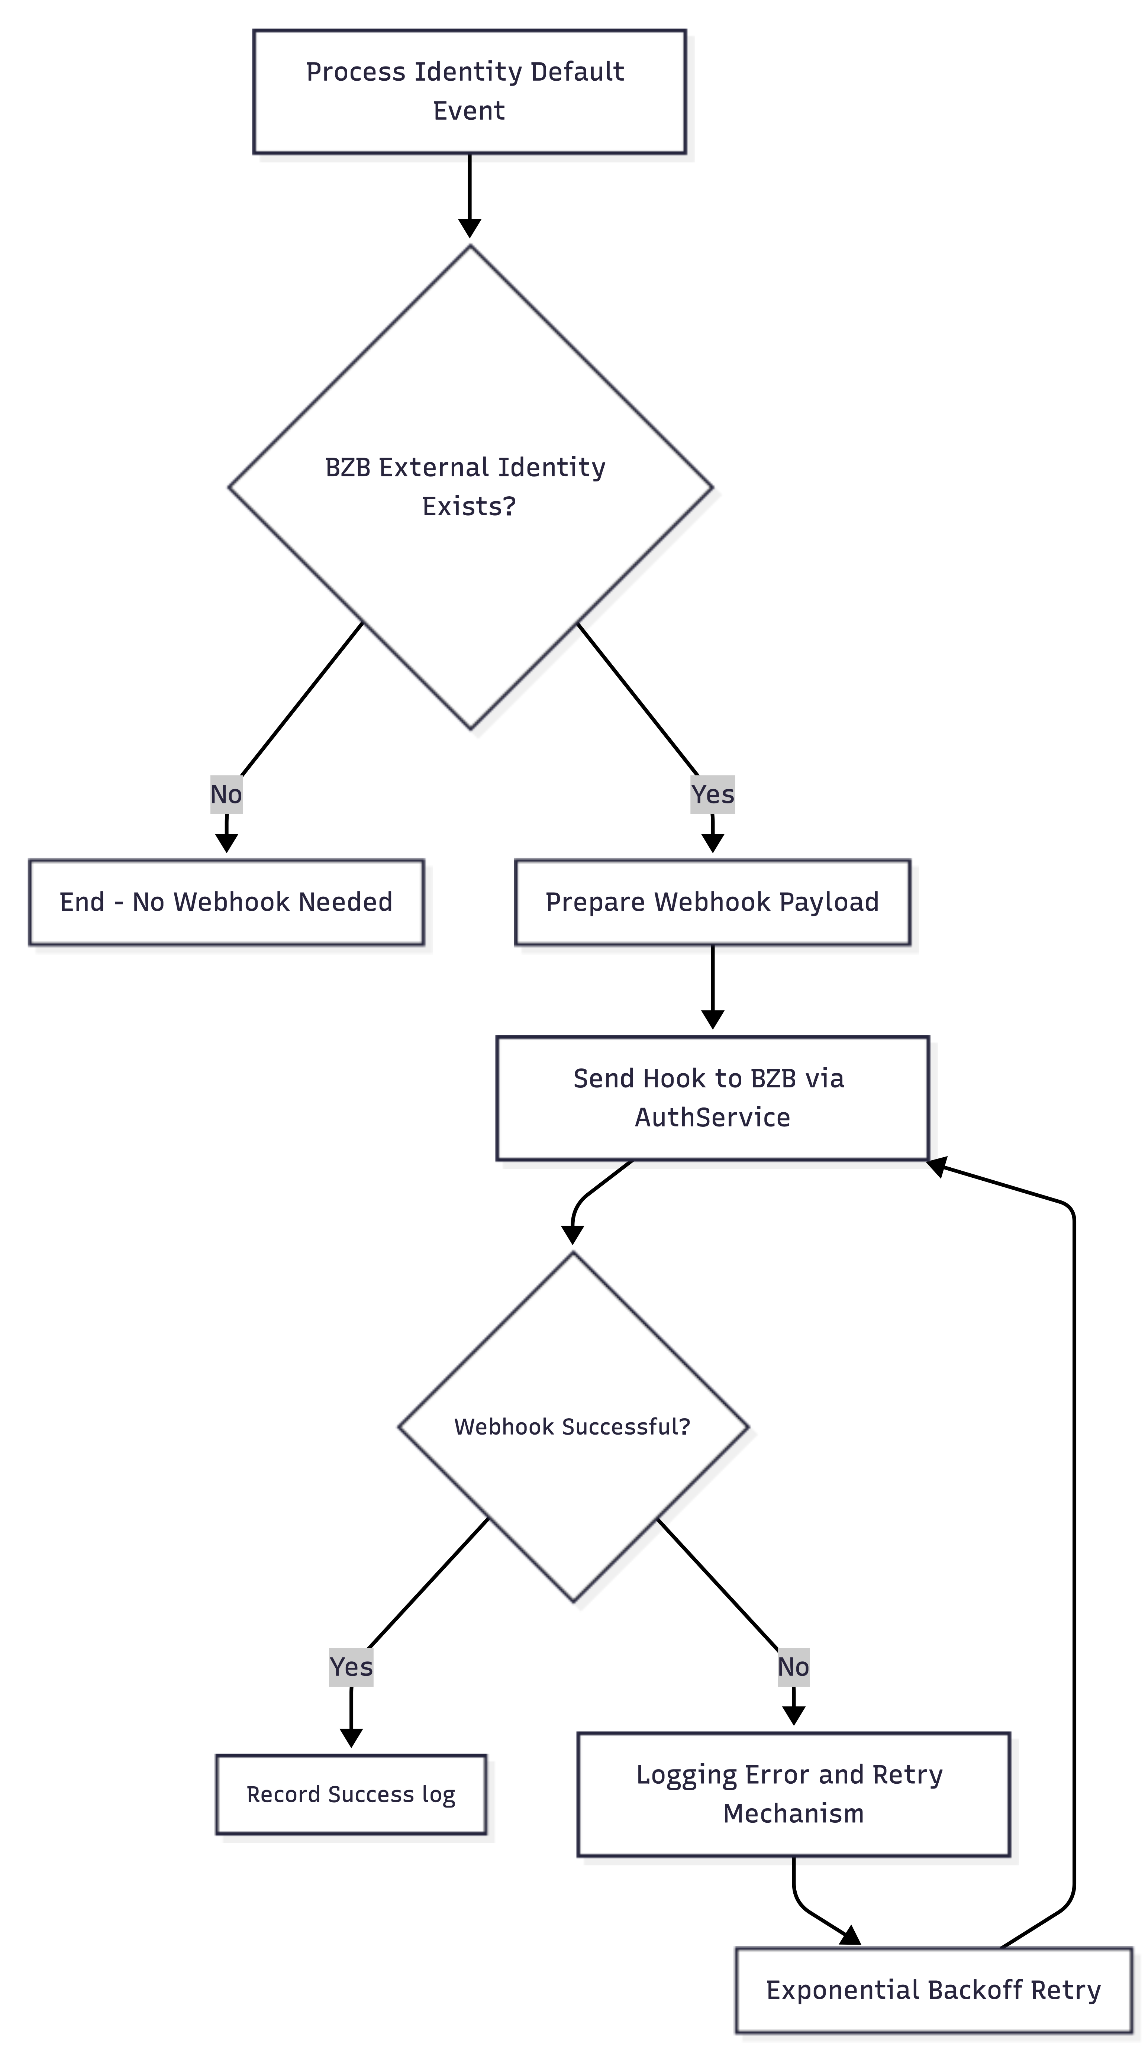 Process Identity Default
Event
BZB External Identity
Exists?
No
Yes
End - No Webhook Needed
Prepare Webhook Payload
Send Hook to BZB via
AuthService
Webhook Successful?
Yes
No
Record Success log
Logging Error and Retry
Mechanism
Exponential Backoff Retry